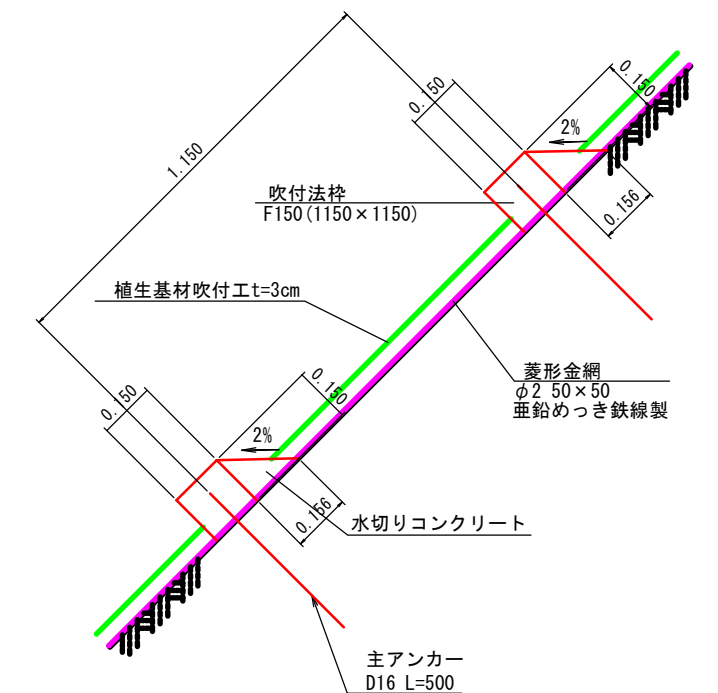 0.150
0.150
2%
1.150
吹付法枠
F150(1150×1150)
0.156
植生基材吹付工t=3cm
菱形金網
φ2 50×50
亜鉛めっき鉄線製
0.150
0.150
2%
0.156
水切りコンクリート
主アンカー
D16 L=500